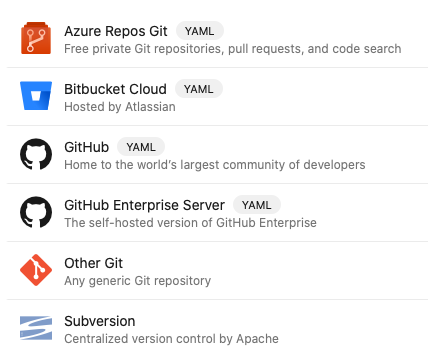 Azure Repos Git YAML
Free private Git repositories, pull requests, and code search
Bitbucket Cloud YAML
Hosted by Atlassian
GitHub YAML
Home to the world’s largest community of developers
GitHub Enterprise Server YAML
The self-hosted version of GitHub Enterprise
Other Git
Any generic Git repository
Subversion
Centralized version control by Apache